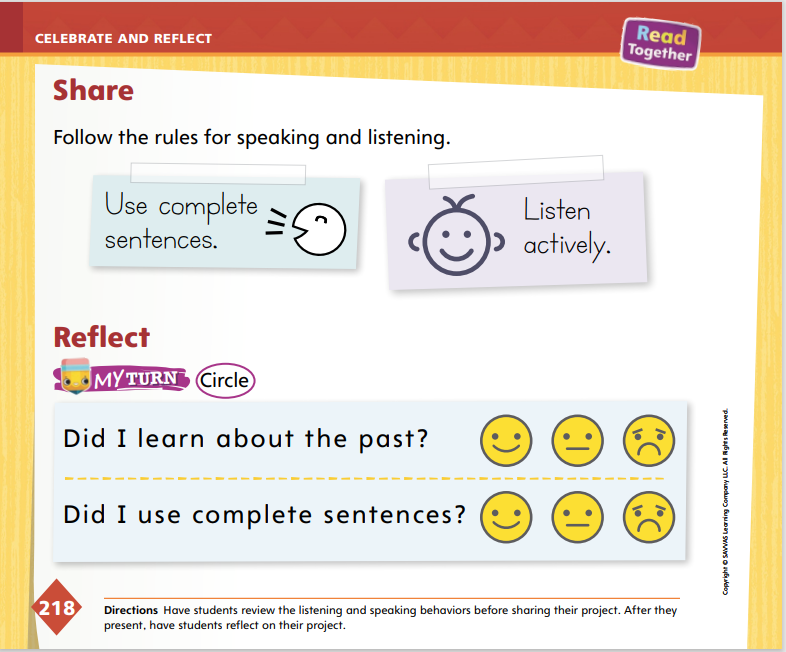 CELEBRATE AND REFLECT
Read
Together
Share
Follow the rules for speaking and listening.
Use complete
sentences.
Listen
actively.
Reflect
MY TURN
Circle
Did I learn about the past?
Did I use complete sentences?
Copyright © SAVVAS Learning Company LLC. All Rights Reserved.
218
Directions Have students review the listening and speaking behaviors before sharing their project. After they
present, have students reflect on their project.